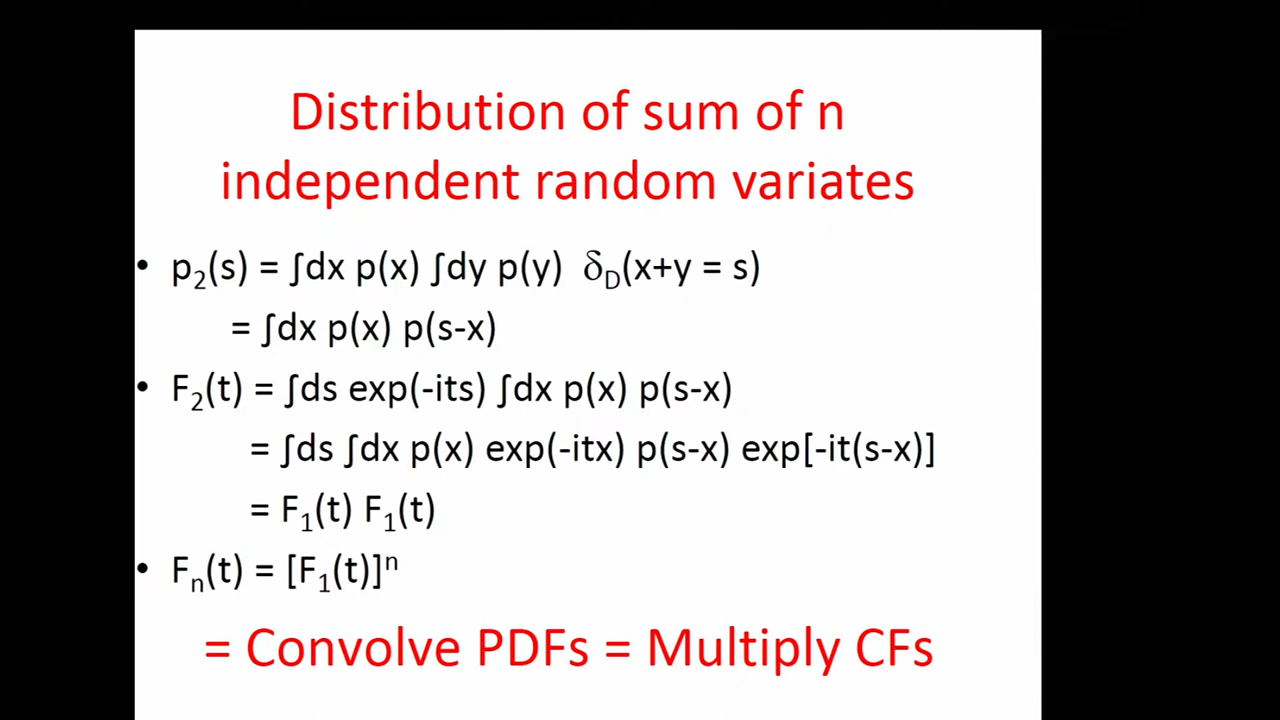 Distribution of sum of n
independent random variates
• p₂(s) = ∫dx p(x) ∫dy p(y) δ_D(x+y = s)
= ∫dx p(x) p(s-x)
• F₂(t) = ∫ds exp(-its) ∫dx p(x) p(s-x)
= ∫ds ∫dx p(x) exp(-itx) p(s-x) exp[-it(s-x)]
= F₁(t) F₁(t)
• Fₙ(t) = [F₁(t)]ⁿ
= Convolve PDFs = Multiply CFs